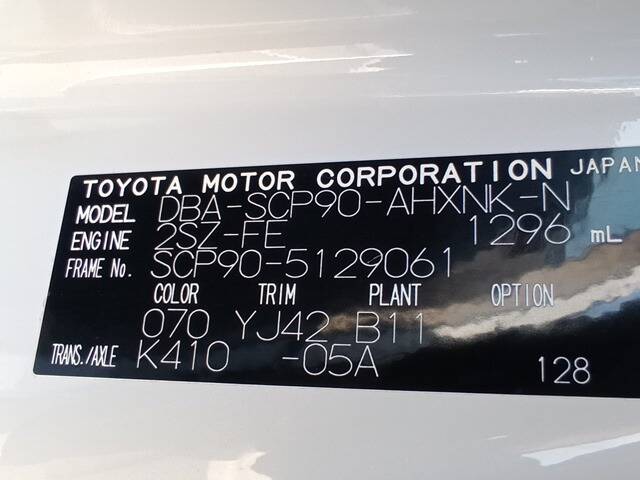 TOYOTA MOTOR CORPORATION JAPAN
MODEL DBA-SCP90-AHXNK-N
ENGINE 2SZ-FE 1296 mL
FRAME No. SCP90-5129061
COLOR TRIM PLANT OPTION
070 YJ42 B11
TRANS./AXLE K410 -05A 128